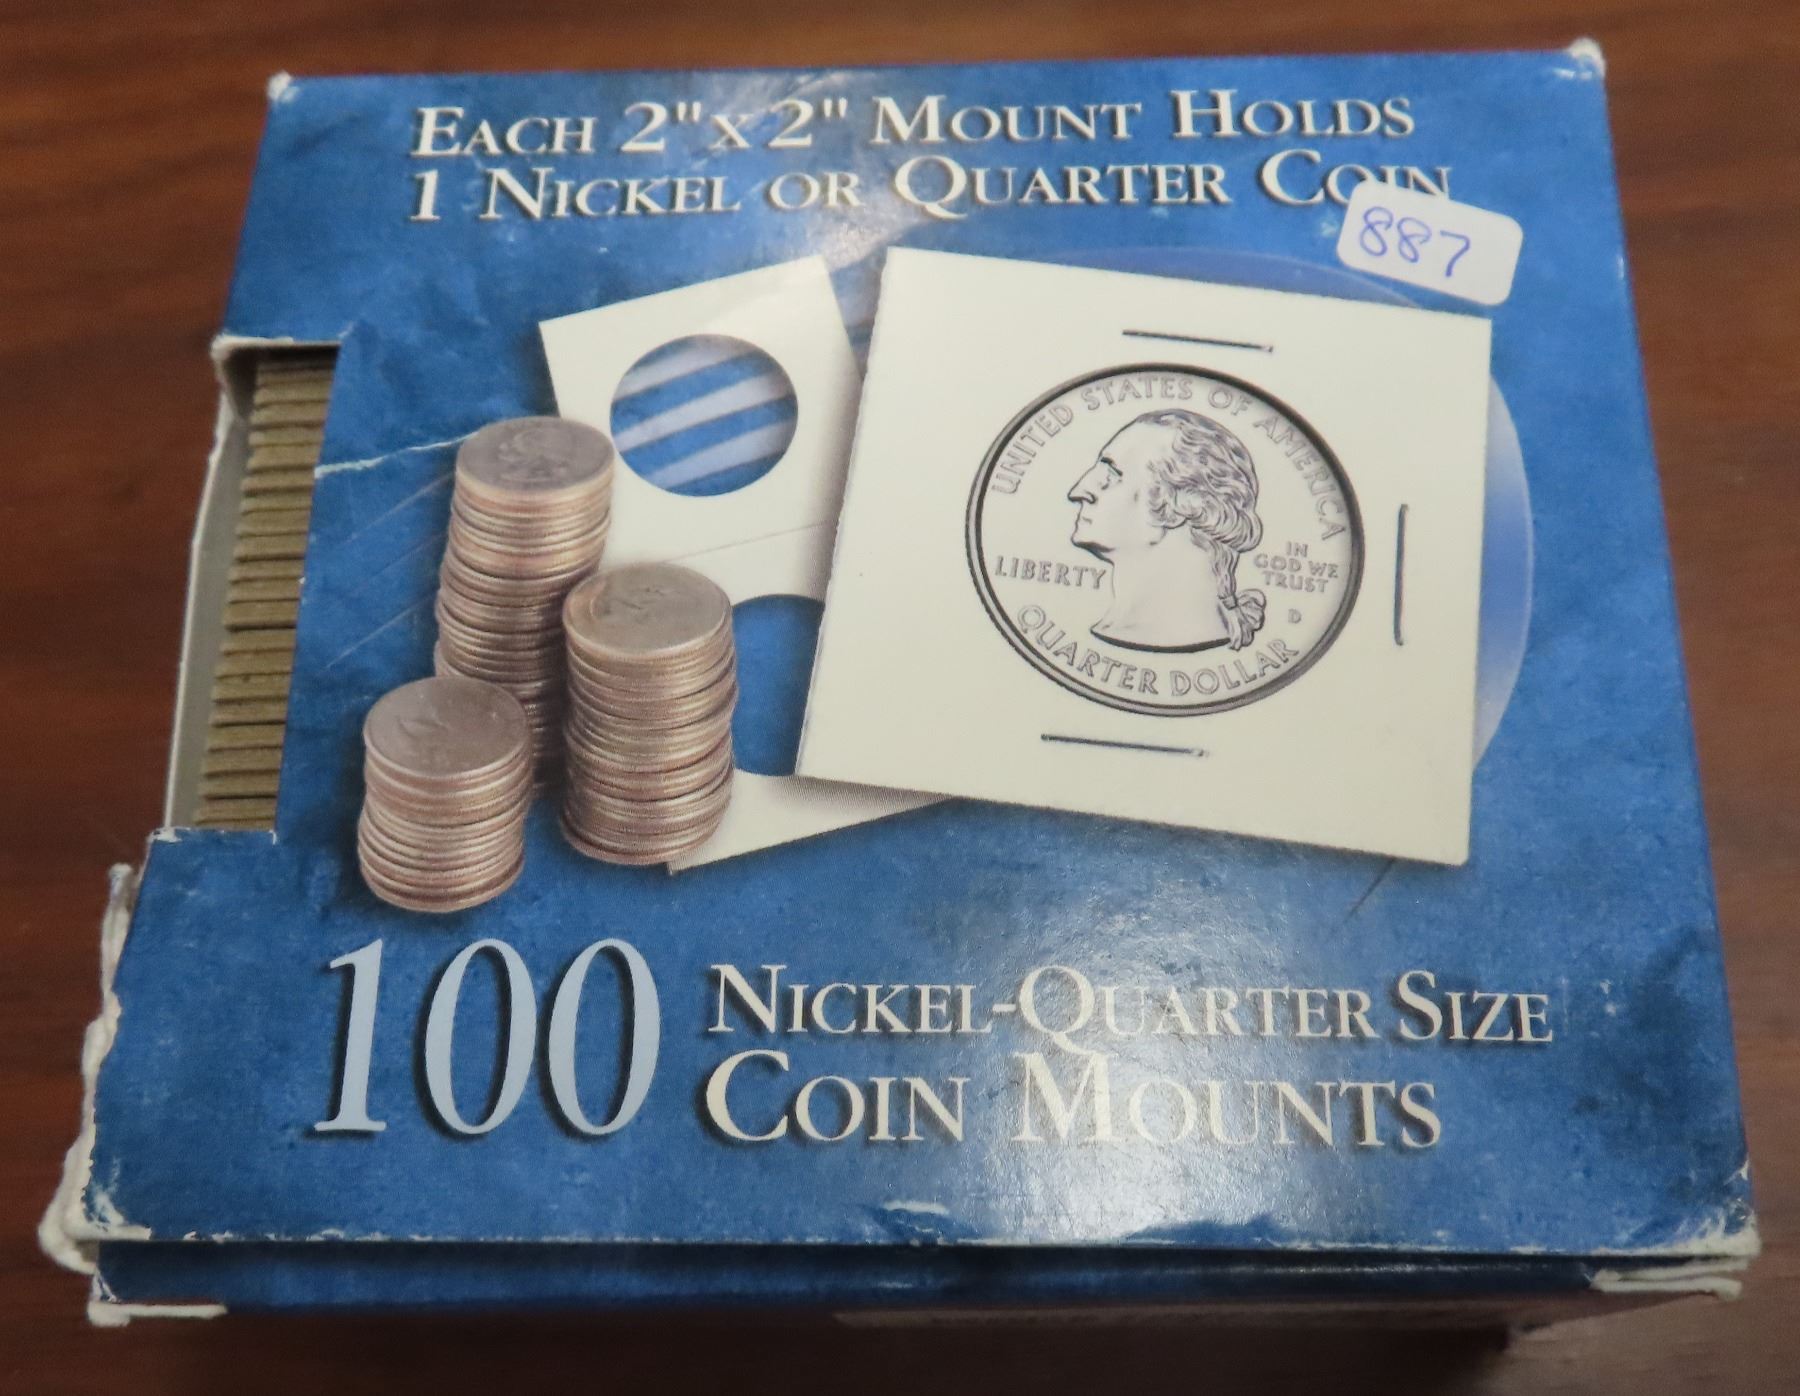 EACH 2" X 2" MOUNT HOLDS
1 NICKEL OR QUARTER COIN
887
UNITED STATES OF AMERICA
LIBERTY
IN
GOD WE
TRUST
D
QUARTER DOLLAR
100 NICKEL-QUARTER SIZE
COIN MOUNTS